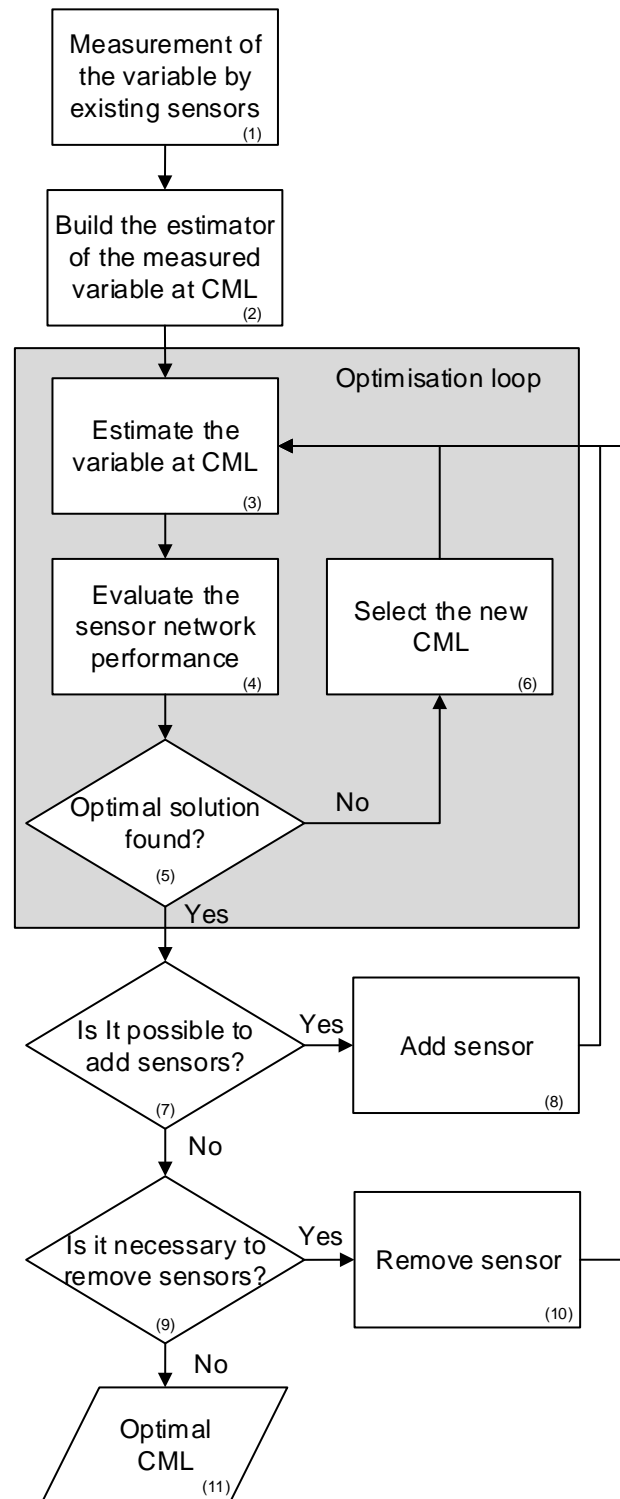 Measurement of
the variable by
existing sensors
(1)
Build the estimator
of the measured
variable at CML
(2)
Optimisation loop
Estimate the
variable at CML
(3)
Evaluate the
sensor network
performance
(4)
Select the new
CML
(6)
Optimal solution
found?
(5)
No
Yes
Is It possible to
add sensors?
(7)
Yes
Add sensor
(8)
No
Is it necessary to
remove sensors?
(9)
Yes
Remove sensor
(10)
No
Optimal
CML
(11)